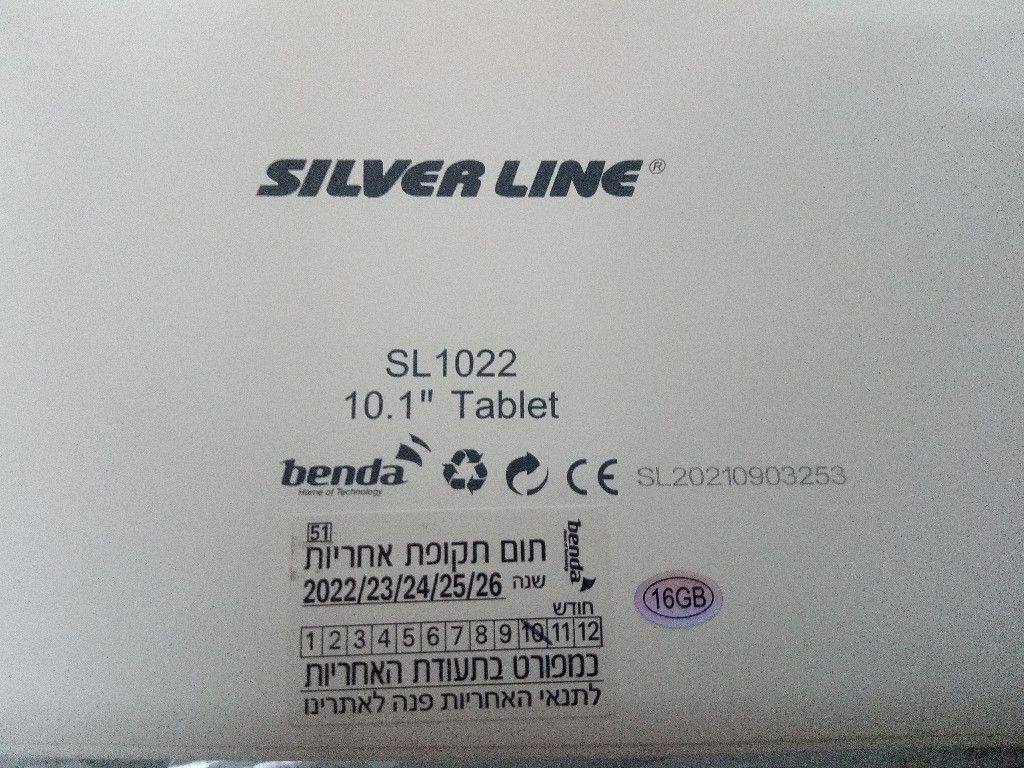 SILVER LINE®
SL1022
10.1" Tablet
benda
Home of Technology
CE SL20210903253
51
benda
תום תקופת אחריות
שנה 2022/23/24/25/26
חודש
1 2 3 4 5 6 7 8 9 10 11 12
כמפורט בתעודת האחריות
לתנאי האחריות פנה לאתרינו
16GB